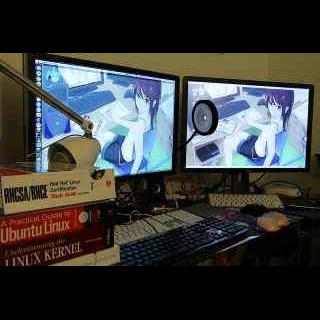 RHCSA/RHCE
Red Hat Linux
Certification
Study Guide
A Practical Guide to
Ubuntu Linux
Understanding the
LINUX KERNEL